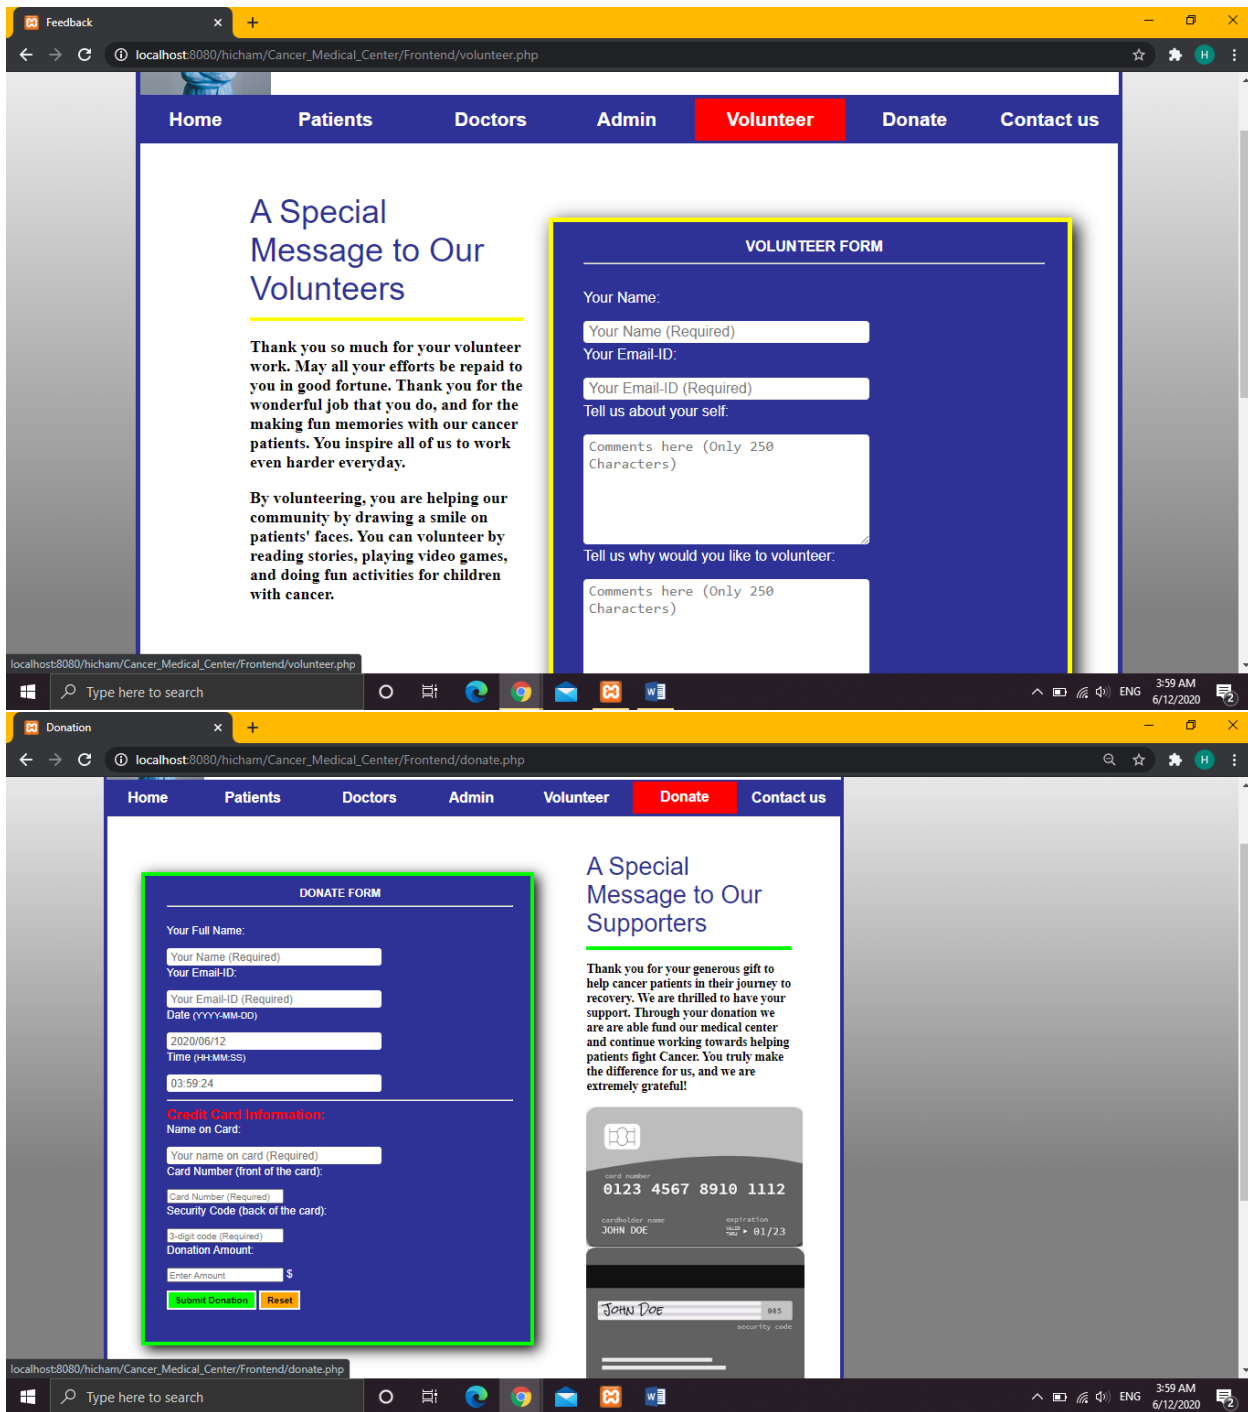 Feedback
localhost:8080/hicham/Cancer_Medical_Center/Frontend/volunteer.php
H
Home Patients Doctors Admin Volunteer Donate Contact us
A Special
Message to Our
Volunteers
Thank you so much for
your volunteer
work. May all your efforts be repaid to
you in good fortune. Thank you for the
wonderful job that you do, and for the
making fun memories with our cancer
patients. You inspire all of us to work
even harder everyday.
By volunteering, you are helping our
community by drawing a smile on
patients' faces. You can volunteer by
reading stories, playing video games,
and doing fun activities for children
with cancer.
VOLUNTEER FORM
Your Name:
Your Name (Required)
Your Email-ID:
Your Email-ID (Required)
Tell us about your self:
Comments here (Only 250
Characters)
Tell us why would you like to volunteer:
Comments here (Only 250
Characters)
localhost:8080/hicham/Cancer_Medical_Center/Frontend/volunteer.php
Type here to search
ENG
3:59 AM
6/12/2020
2
Donation
localhost:8080/hicham/Cancer_Medical_Center/Frontend/donate.php
H
Home Patients Doctors Admin Volunteer Donate Contact us
DONATE FORM
Your Full Name:
Your Name (Required)
Your Email-ID:
Your Email-ID (Required)
Date (YYYY-MM-DD)
2020/06/12
Time (HH:MM:SS)
03:59:24
Credit Card Information:
Name on Card:
Your name on card (Required)
Card Number (front of the card):
Card Number (Required)
Security Code (back of the card):
3-digit code (Required)
Donation Amount:
Enter Amount $
Submit Donation Reset
A Special
Message to Our
Supporters
Thank you for your generous gift to
help cancer patients in their journey to
recovery. We are thrilled to have your
support. Through your donation we
are are able fund our medical center
and continue working towards helping
patients fight Cancer. You truly make
the difference for us, and we are
extremely grateful!
card number
0123 4567 8910 1112
cardholder name expiration
JOHN DOE VALID THRU 01/23
JOHN DOE 985
security code
localhost:8080/hicham/Cancer_Medical_Center/Frontend/donate.php
Type here to search
ENG
3:59 AM
6/12/2020
2